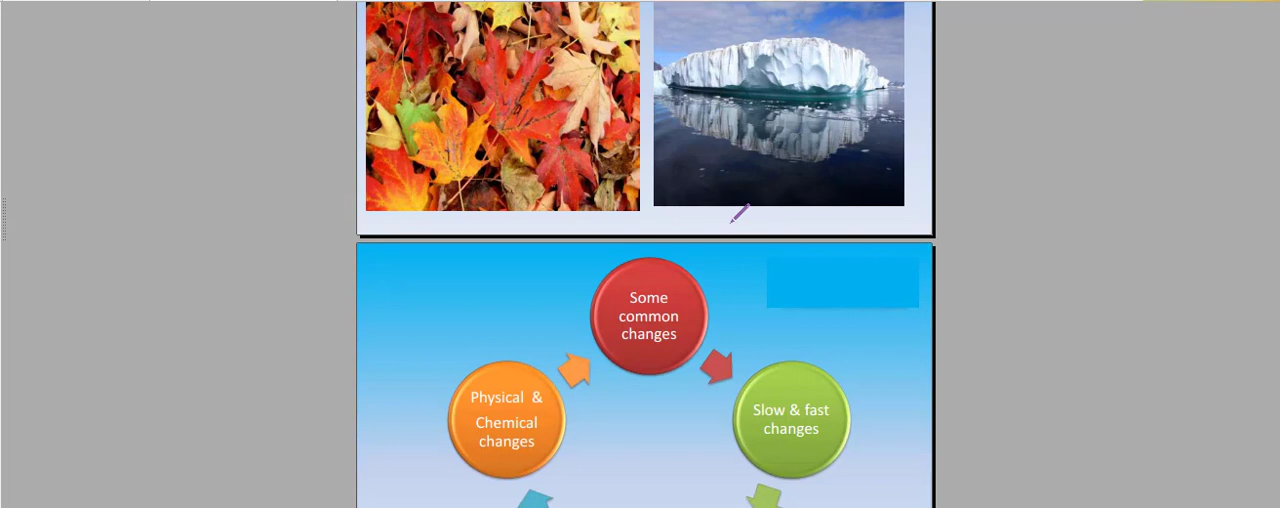 Some
common
changes
Physical &
Chemical
changes
Slow & fast
changes